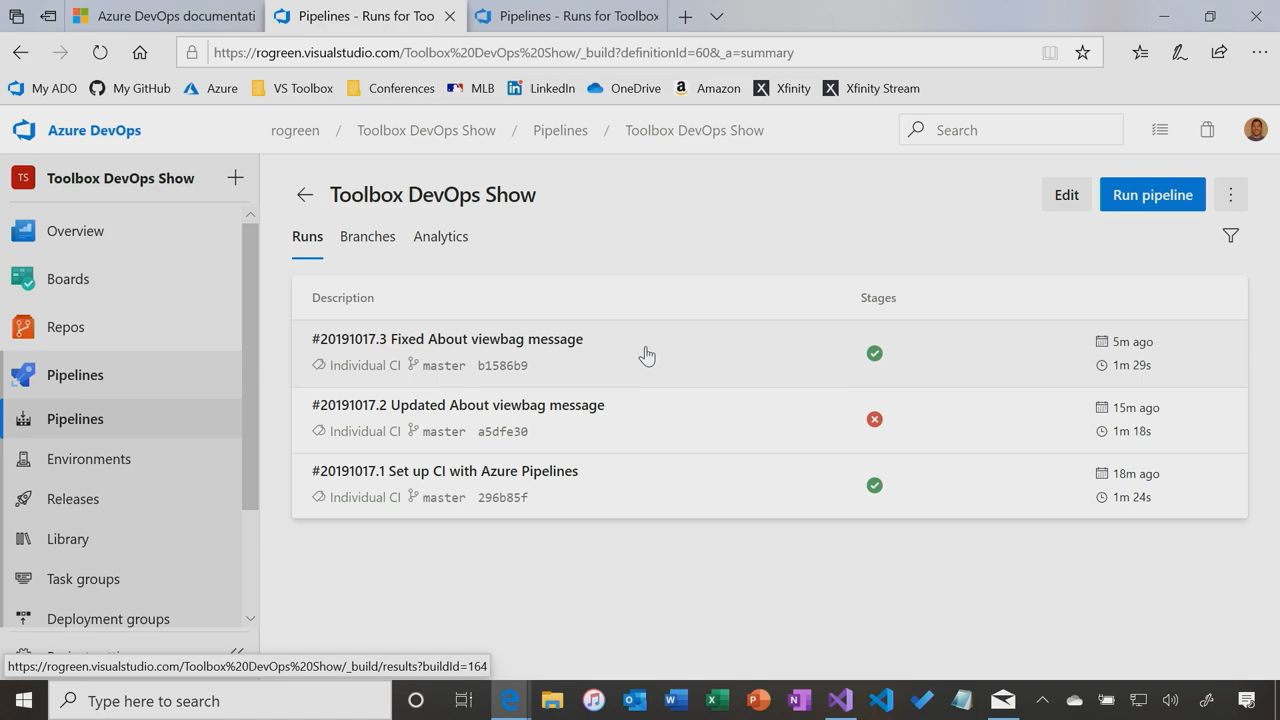 Azure DevOps documentati
Pipelines - Runs for Too
Pipelines - Runs for Toolbox
https://rogreen.visualstudio.com/Toolbox%20DevOps%20Show/_build?definitionId=60&_a=summary
My ADO
My GitHub
Azure
VS Toolbox
Conferences
MLB
LinkedIn
OneDrive
Amazon
Xfinity
Xfinity Stream
Azure DevOps
rogreen / Toolbox DevOps Show / Pipelines / Toolbox DevOps Show
Search
TS Toolbox DevOps Show
Overview
Boards
Repos
Pipelines
Pipelines
Environments
Releases
Library
Task groups
Deployment groups
Toolbox DevOps Show
Edit
Run pipeline
Runs
Branches
Analytics
Description
Stages
#20191017.3 Fixed About viewbag message
5m ago
Individual CI master b1586b9
1m 29s
#20191017.2 Updated About viewbag message
15m ago
Individual CI master a5dfe30
1m 18s
#20191017.1 Set up CI with Azure Pipelines
18m ago
Individual CI master 296b85f
1m 24s
https://rogreen.visualstudio.com/Toolbox%20DevOps%20Show/_build/results?buildId=164
Type here to search